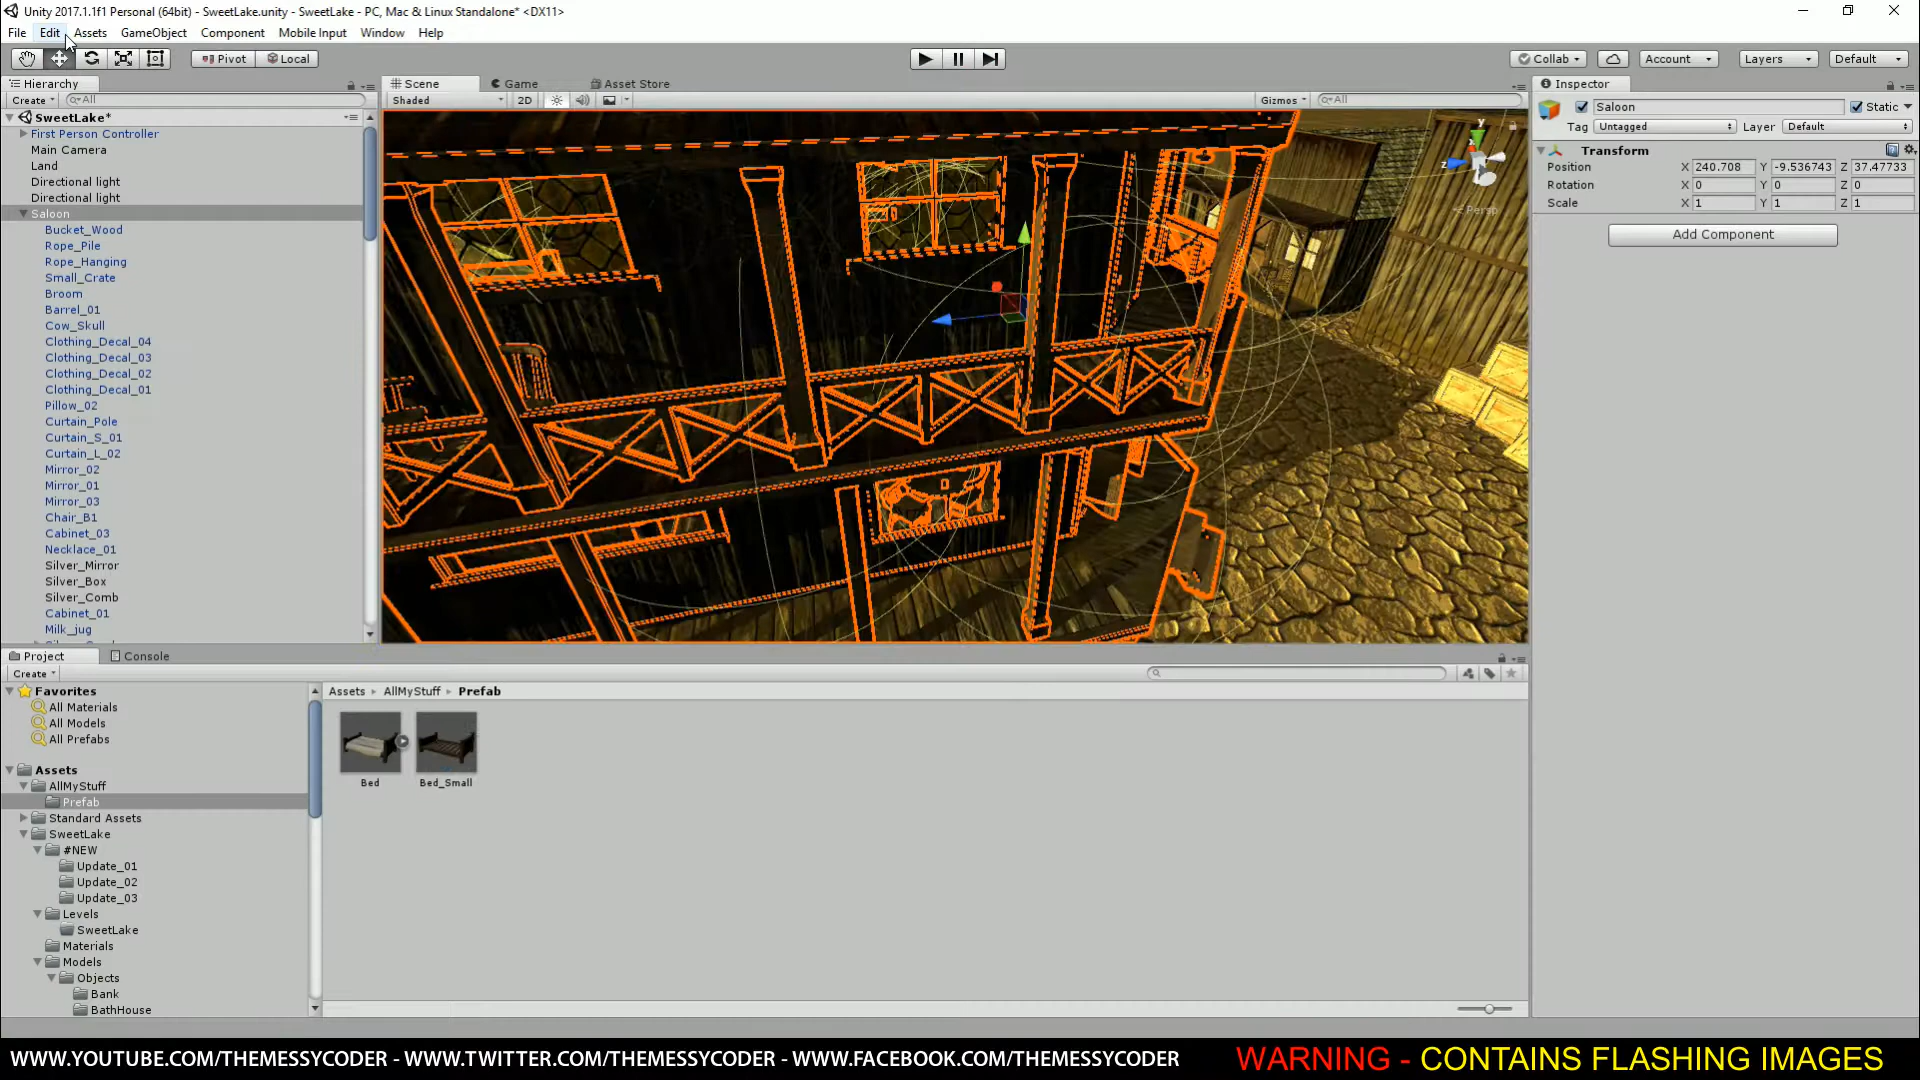 Unity 2017.1.1f1 Personal (64bit) - SweetLake.unity - SweetLake - PC, Mac & Linux Standalone* <DX11>
File Edit Assets GameObject Component Mobile Input Window Help
Pivot Local Collab Account Layers Default
Hierarchy Scene Game Asset Store Inspector
Create All Shaded 2D Gizmos All
SweetLake*
First Person Controller
Main Camera
Land
Directional light
Directional light
Saloon
Bucket_Wood
Rope_Pile
Rope_Hanging
Small_Crate
Broom
Barrel_01
Cow_Skull
Clothing_Decal_04
Clothing_Decal_03
Clothing_Decal_02
Clothing_Decal_01
Pillow_02
Curtain_Pole
Curtain_S_01
Curtain_L_02
Mirror_02
Mirror_01
Mirror_03
Chair_B1
Cabinet_03
Necklace_01
Silver_Mirror
Silver_Box
Silver_Comb
Cabinet_01
Milk_jug
y
x
z
Persp
Saloon Static
Tag Untagged Layer Default
Transform
Position X 240.708 Y -9.536743 Z 37.47733
Rotation X 0 Y 0 Z 0
Scale X 1 Y 1 Z 1
Add Component
Project Console
Create
Favorites
All Materials
All Models
All Prefabs
Assets
AllMyStuff
Prefab
Standard Assets
SweetLake
#NEW
Update_01
Update_02
Update_03
Levels
SweetLake
Materials
Models
Objects
Bank
BathHouse
Assets AllMyStuff Prefab
Bed Bed_Small
WWW.YOUTUBE.COM/THEMESSYCODER - WWW.TWITTER.COM/THEMESSYCODER - WWW.FACEBOOK.COM/THEMESSYCODER
WARNING - CONTAINS FLASHING IMAGES